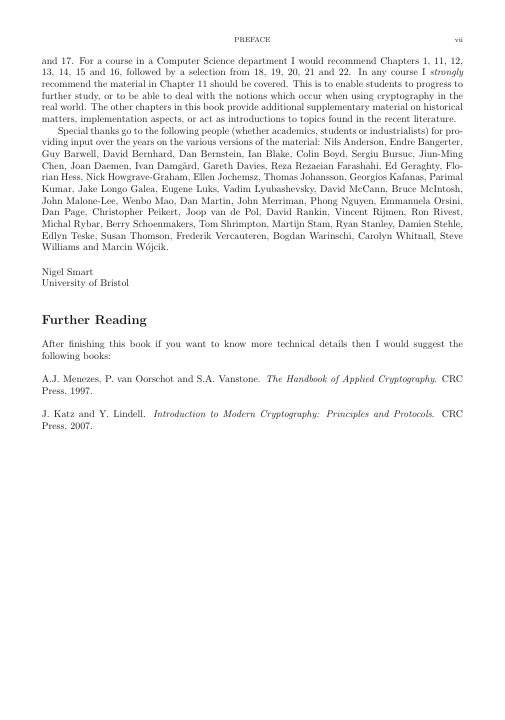 PREFACE vii
and 17. For a course in a Computer Science department I would recommend Chapters 1, 11, 12,
13, 14, 15 and 16, followed by a selection from 18, 19, 20, 21 and 22. In any course I strongly
recommend the material in Chapter 11 should be covered. This is to enable students to progress to
further study, or to be able to deal with the notions which occur when using cryptography in the
real world. The other chapters in this book provide additional supplementary material on historical
matters, implementation aspects, or act as introductions to topics found in the recent literature.
Special thanks go to the following people (whether academics, students or industrialists) for pro-
viding input over the years on the various versions of the material: Nils Anderson, Endre Bangerter,
Guy Barwell, David Bernhard, Dan Bernstein, Ian Blake, Colin Boyd, Sergiu Bursuc, Jiun-Ming
Chen, Joan Daemen, Ivan Damgård, Gareth Davies, Reza Rezaeian Farashahi, Ed Geraghty, Flo-
rian Hess, Nick Howgrave-Graham, Ellen Jochemsz, Thomas Johansson, Georgios Kafanas, Parimal
Kumar, Jake Longo Galea, Eugene Luks, Vadim Lyubashevsky, David McCann, Bruce McIntosh,
John Malone-Lee, Wenbo Mao, Dan Martin, John Merriman, Phong Nguyen, Emmanuela Orsini,
Dan Page, Christopher Peikert, Joop van de Pol, David Rankin, Vincent Rijmen, Ron Rivest,
Michal Rybar, Berry Schoenmakers, Tom Shrimpton, Martijn Stam, Ryan Stanley, Damien Stehle,
Edlyn Teske, Susan Thomson, Frederik Vercauteren, Bogdan Warinschi, Carolyn Whitnall, Steve
Williams and Marcin Wójcik.
Nigel Smart
University of Bristol
Further Reading
After finishing this book if you want to know more technical details then I would suggest the
following books:
A.J. Menezes, P. van Oorschot and S.A. Vanstone. The Handbook of Applied Cryptography. CRC
Press, 1997.
J. Katz and Y. Lindell. Introduction to Modern Cryptography: Principles and Protocols. CRC
Press, 2007.